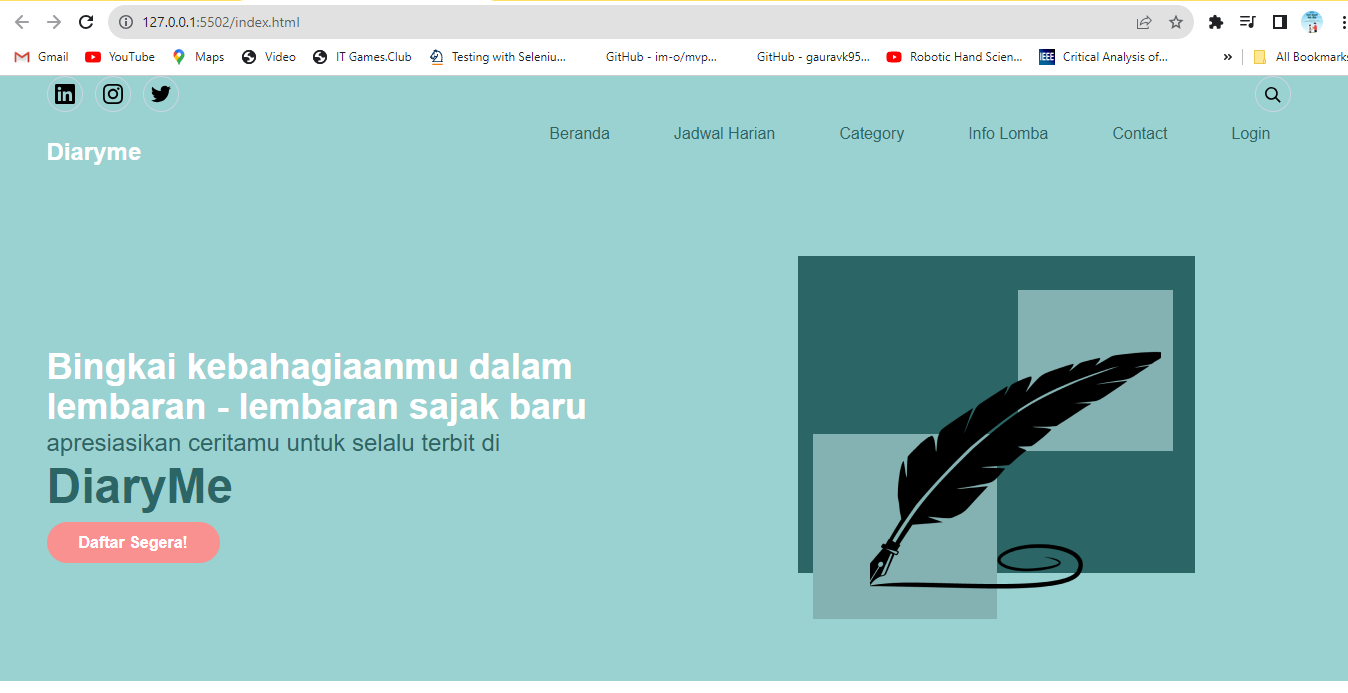 127.0.0.1:5502/index.html
Gmail YouTube Maps Video IT Games.Club Testing with Seleniu... GitHub - im-o/mvp... GitHub - gauravk95... Robotic Hand Scien... IEEE Critical Analysis of... » All Bookmarks
in
Beranda Jadwal Harian Category Info Lomba Contact Login
Diaryme
Bingkai kebahagiaanmu dalam
lembaran - lembaran sajak baru
apresiasikan ceritamu untuk selalu terbit di
DiaryMe
Daftar Segera!